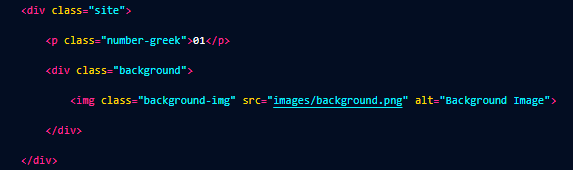 <div class="site">
<p class="number-greek">01</p>
<div class="background">
<img class="background-img" src="images/background.png" alt="Background Image">
</div>
</div>